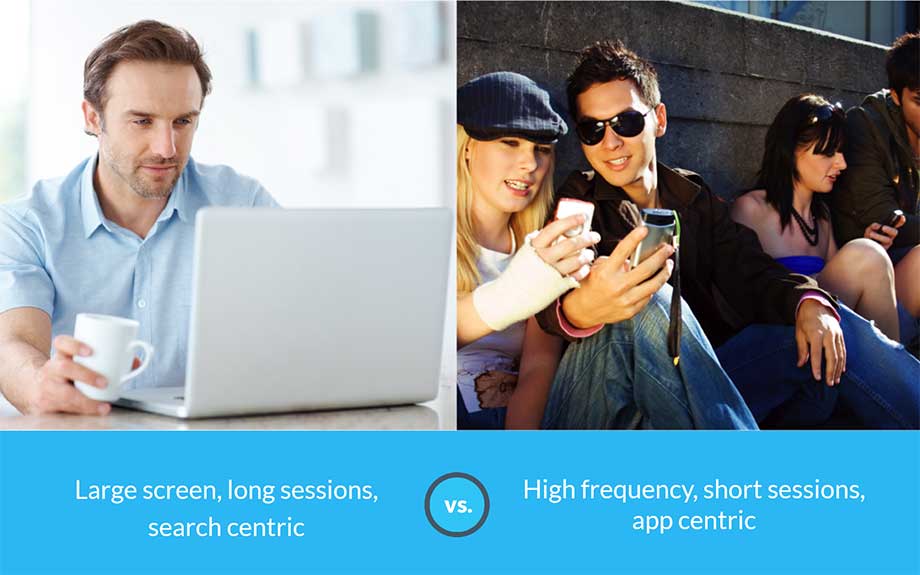 Large screen, long sessions,
search centric
vs.
High frequency, short sessions,
app centric